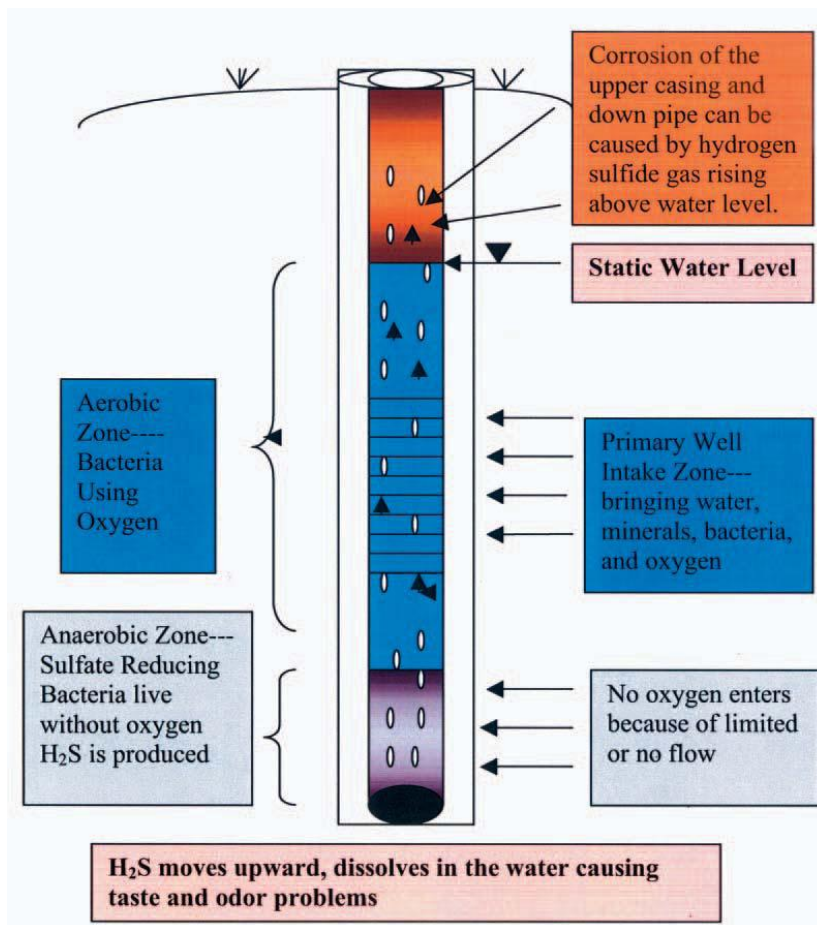 Corrosion of the
upper casing and
down pipe can be
caused by hydrogen
sulfide gas rising
above water level.
Static Water Level
Aerobic
Zone----
Bacteria
Using
Oxygen
Primary Well
Intake Zone---
bringing water,
minerals, bacteria,
and oxygen
Anaerobic Zone---
Sulfate Reducing
Bacteria live
without oxygen
H₂S is produced
No oxygen enters
because of limited
or no flow
H₂S moves upward, dissolves in the water causing
taste and odor problems